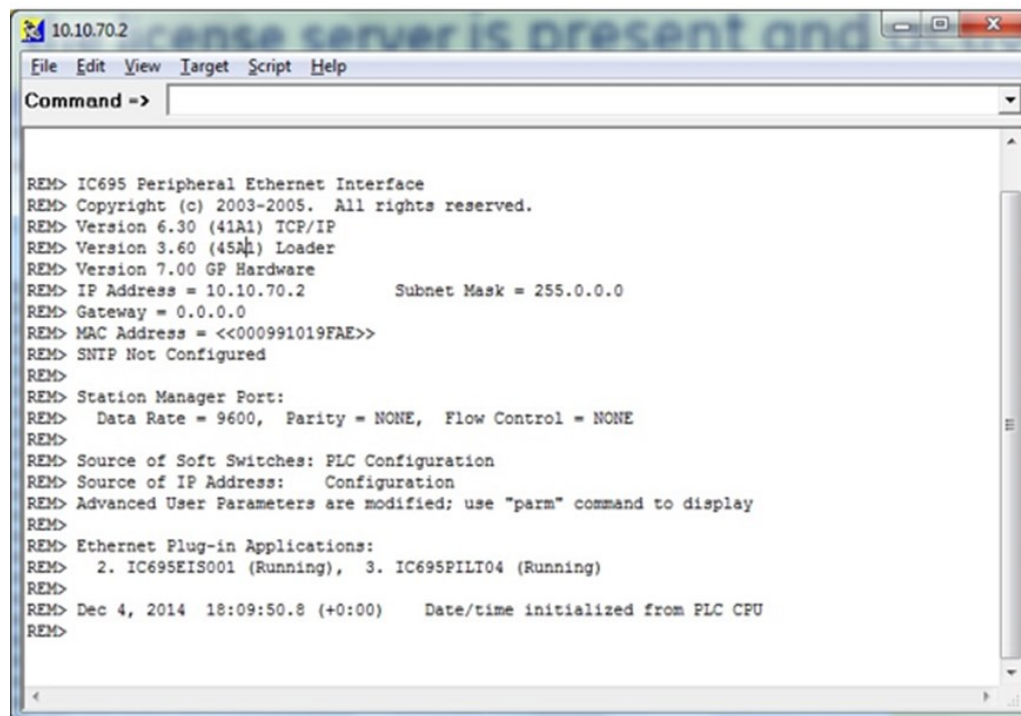 10.10.70.2
license server is present and
File Edit View Target Script Help
Command =>
REM> IC695 Peripheral Ethernet Interface
REM> Copyright (c) 2003-2005.  All rights reserved.
REM> Version 6.30 (41A1) TCP/IP
REM> Version 3.60 (45A1) Loader
REM> Version 7.00 GP Hardware
REM> IP Address = 10.10.70.2          Subnet Mask = 255.0.0.0
REM> Gateway = 0.0.0.0
REM> MAC Address = <<000991019FAE>>
REM> SNTP Not Configured
REM>
REM> Station Manager Port:
REM>   Data Rate = 9600,  Parity = NONE,  Flow Control = NONE
REM>
REM> Source of Soft Switches: PLC Configuration
REM> Source of IP Address:    Configuration
REM> Advanced User Parameters are modified; use "parm" command to display
REM>
REM> Ethernet Plug-in Applications:
REM>   2. IC695EIS001 (Running), 3. IC695PILT04 (Running)
REM>
REM> Dec 4, 2014  18:09:50.8 (+0:00)    Date/time initialized from PLC CPU
REM>